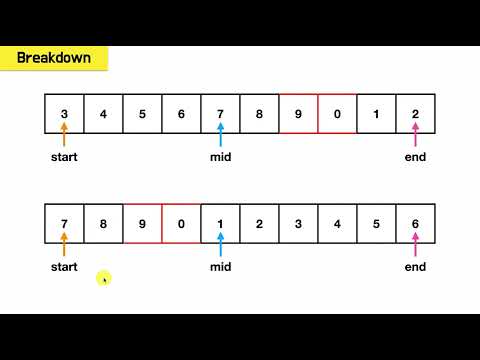 Breakdown
3 4 5 6 7 8 9 0 1 2
start mid end
7 8 9 0 1 2 3 4 5 6
start mid end